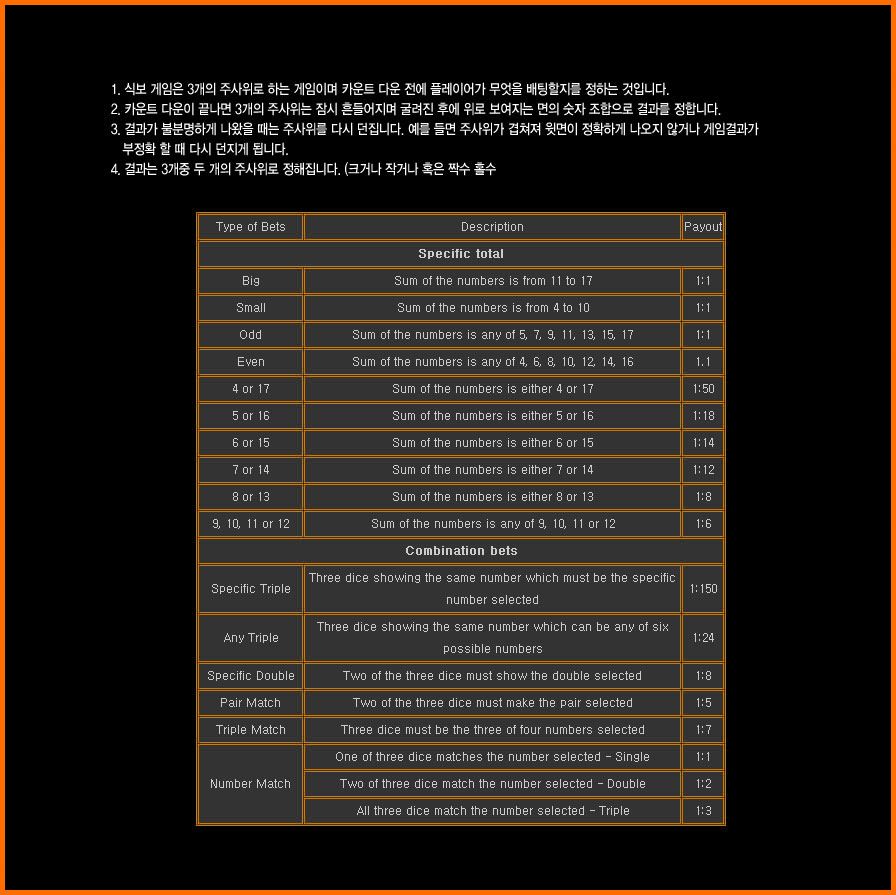 1. 식보 게임은 3개의 주사위로 하는 게임이며 카운트 다운 전에 플레이어가 무엇을 배팅할지를 정하는 것입니다.
2. 카운트 다운이 끝나면 3개의 주사위는 잠시 흔들어지며 굴려진 후에 위로 보여지는 면의 숫자 조합으로 결과를 정합니다.
3. 결과가 불분명하게 나왔을 때는 주사위를 다시 던집니다. 예를 들면 주사위가 겹쳐져 윗면이 정확하게 나오지 않거나 게임결과가
부정확 할 때 다시 던지게 됩니다.
4. 결과는 3개중 두 개의 주사위로 정해집니다. (크거나 작거나 혹은 짝수 홀수
Type of Bets Description Payout
Specific total
Big Sum of the numbers is from 11 to 17 1:1
Small Sum of the numbers is from 4 to 10 1:1
Odd Sum of the numbers is any of 5, 7, 9, 11, 13, 15, 17 1:1
Even Sum of the numbers is any of 4, 6, 8, 10, 12, 14, 16 1.1
4 or 17 Sum of the numbers is either 4 or 17 1:50
5 or 16 Sum of the numbers is either 5 or 16 1:18
6 or 15 Sum of the numbers is either 6 or 15 1:14
7 or 14 Sum of the numbers is either 7 or 14 1:12
8 or 13 Sum of the numbers is either 8 or 13 1:8
9, 10, 11 or 12 Sum of the numbers is any of 9, 10, 11 or 12 1:6
Combination bets
Specific Triple Three dice showing the same number which must be the specific
number selected 1:150
Any Triple Three dice showing the same number which can be any of six
possible numbers 1:24
Specific Double Two of the three dice must show the double selected 1:8
Pair Match Two of the three dice must make the pair selected 1:5
Triple Match Three dice must be the three of four numbers selected 1:7
Number Match One of three dice matches the number selected - Single 1:1
Two of three dice match the number selected - Double 1:2
All three dice match the number selected - Triple 1:3